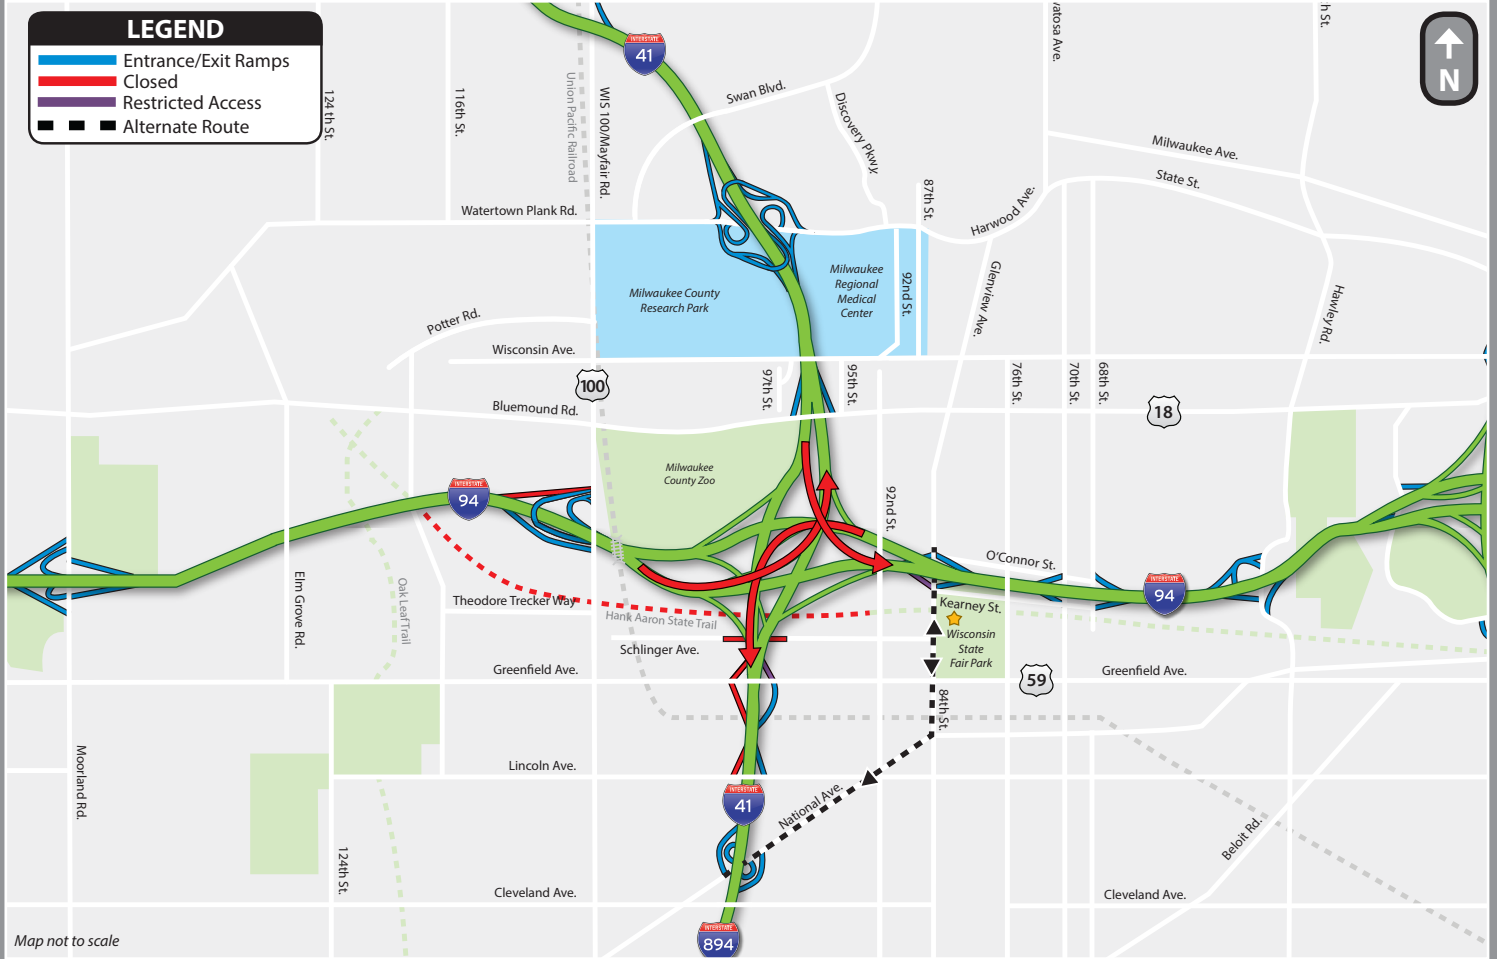 LEGEND
Entrance/Exit Ramps
Closed
Restricted Access
Alternate Route
INTERSTATE
41
N
124th St.
116th St.
Union Pacific Railroad
WIS 100/Mayfair Rd.
Swan Blvd.
Discovery Pkwy.
87th St.
Harwood Ave.
Milwaukee Ave.
State St.
Watertown Plank Rd.
Milwaukee County
Research Park
Milwaukee
Regional
Medical
Center
92nd St.
Glenview Ave.
Hawley Rd.
Potter Rd.
Wisconsin Ave.
100
97th St.
95th St.
76th St.
70th St.
68th St.
Bluemound Rd.
18
Milwaukee
County Zoo
INTERSTATE
94
92nd St.
O'Connor St.
INTERSTATE
94
Elm Grove Rd.
Oak Leaf Trail
Theodore Trecker Way
Hank Aaron State Trail
Kearney St.
Wisconsin
State
Fair Park
Schlinger Ave.
Greenfield Ave.
Greenfield Ave.
59
84th St.
Moorland Rd.
Lincoln Ave.
INTERSTATE
41
National Ave.
Beloit Rd.
124th St.
Cleveland Ave.
Cleveland Ave.
INTERSTATE
894
Map not to scale